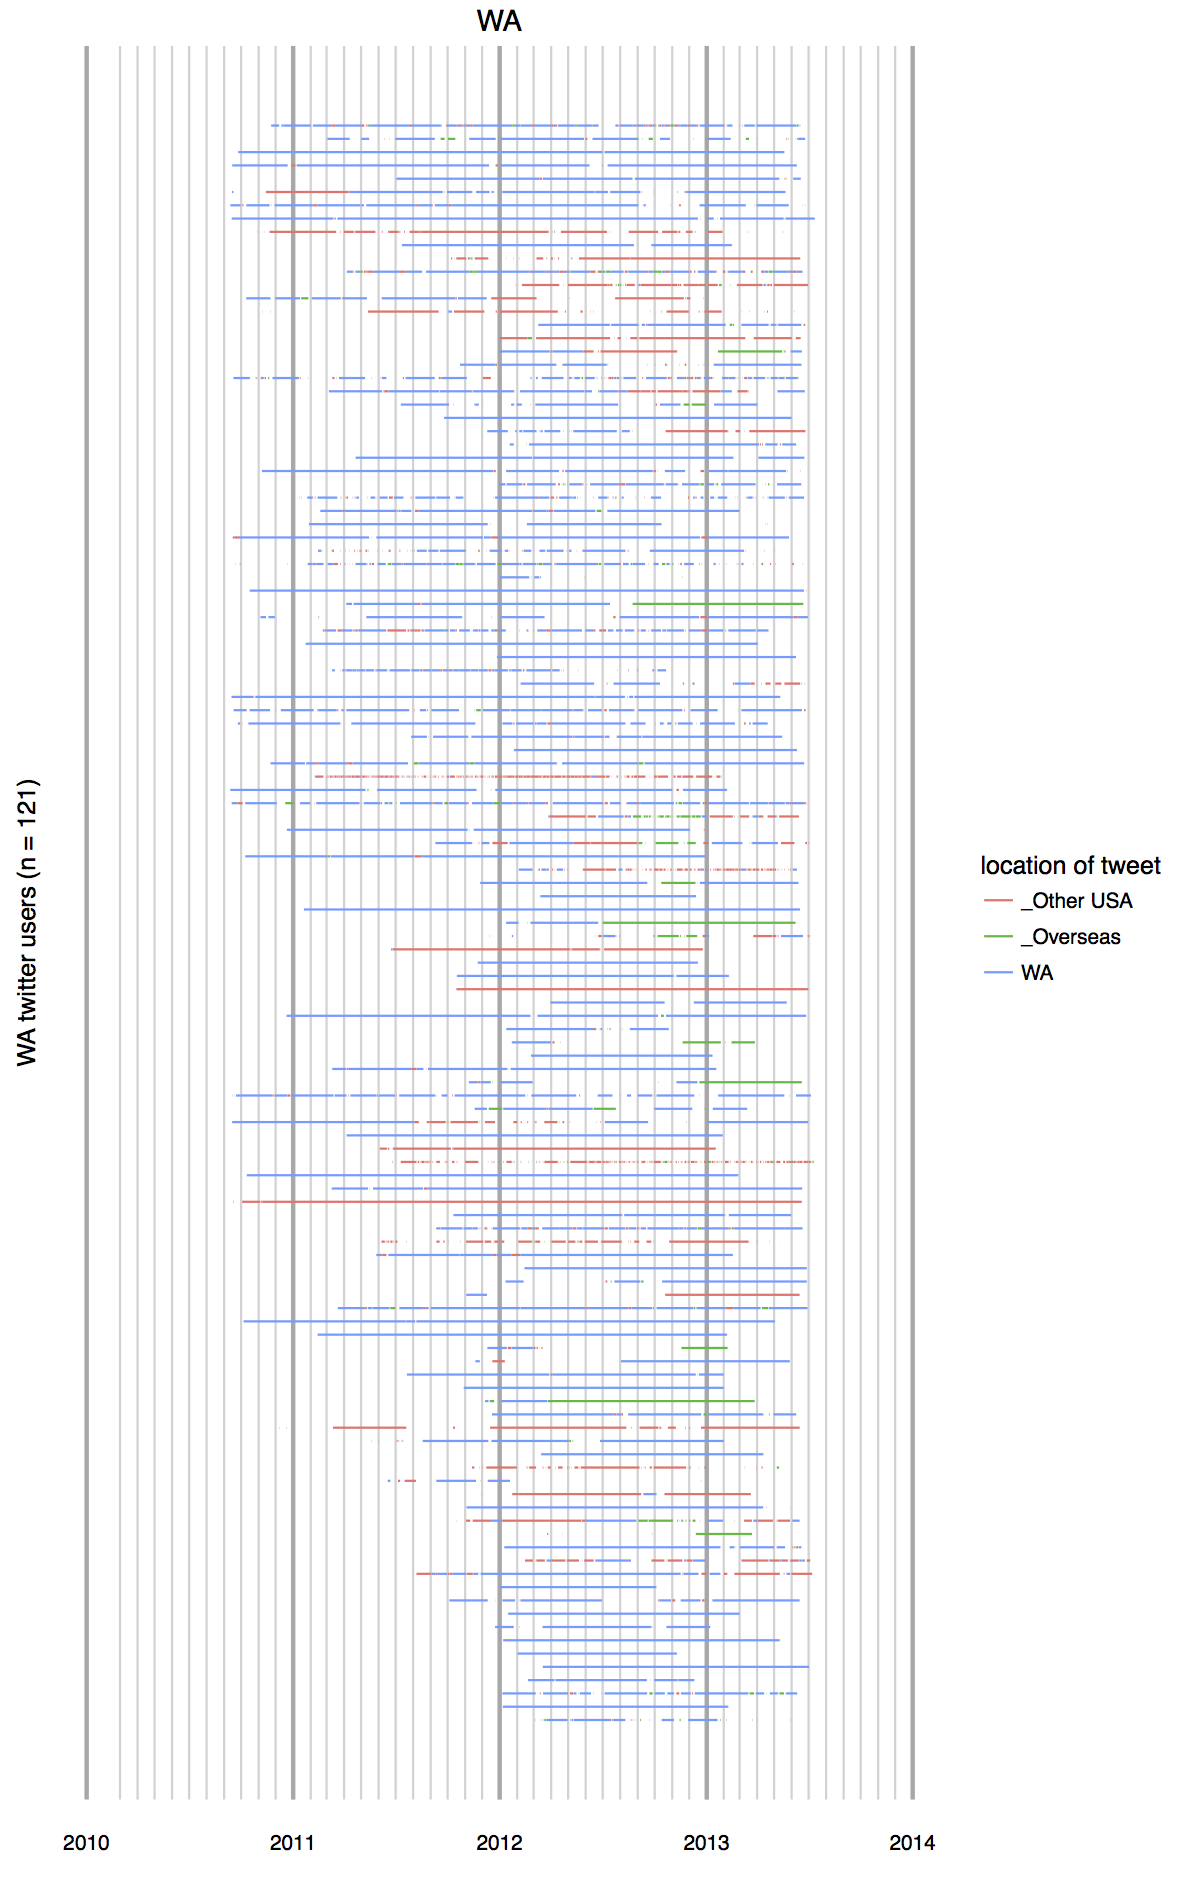 WA
WA twitter users (n = 121)
location of tweet
_Other USA
_Overseas
WA
2010
2011
2012
2013
2014